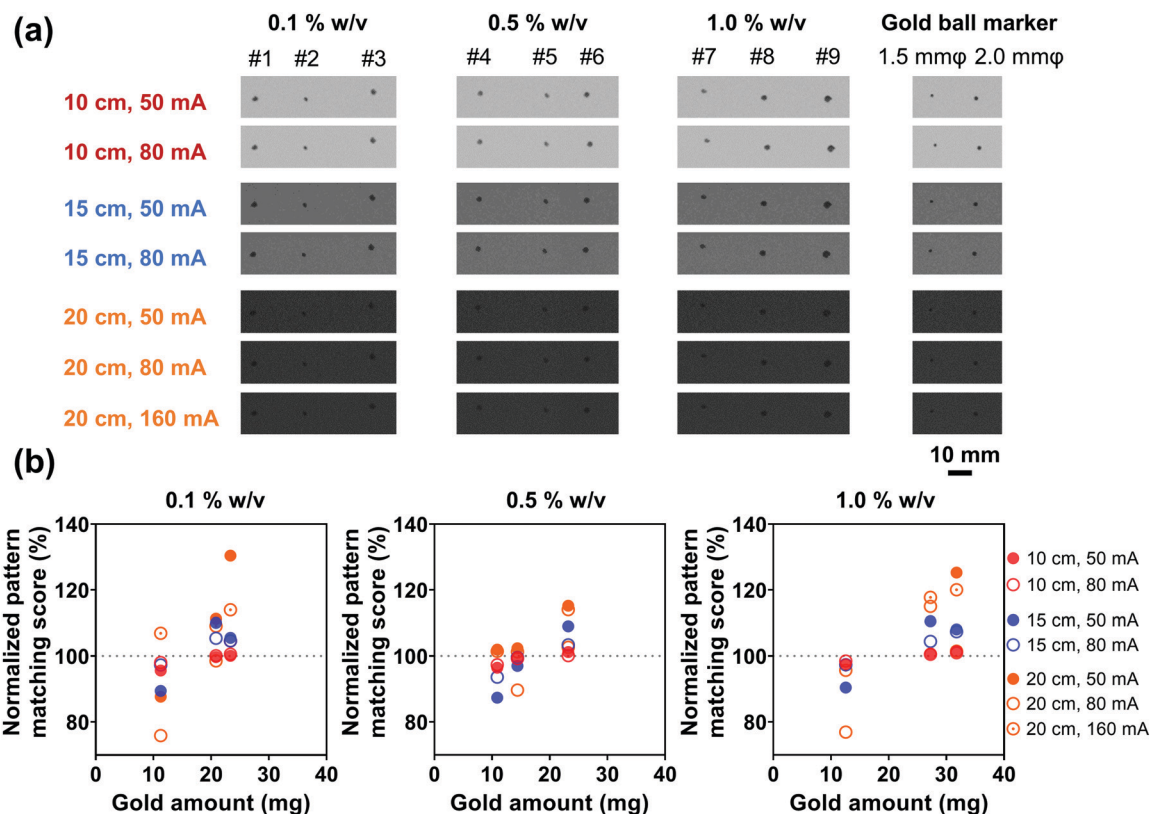 (a)
0.1 % w/v 0.5 % w/v 1.0 % w/v Gold ball marker
#1 #2 #3 #4 #5 #6 #7 #8 #9 1.5 mmφ 2.0 mmφ
10 cm, 50 mA
10 cm, 80 mA
15 cm, 50 mA
15 cm, 80 mA
20 cm, 50 mA
20 cm, 80 mA
20 cm, 160 mA
10 mm
(b)
0.1 % w/v
Normalized pattern
matching score (%)
140
120
100
80
0 10 20 30 40
Gold amount (mg)
0.5 % w/v
Normalized pattern
matching score (%)
140
120
100
80
0 10 20 30 40
Gold amount (mg)
1.0 % w/v
Normalized pattern
matching score (%)
140
120
100
80
0 10 20 30 40
Gold amount (mg)
10 cm, 50 mA
10 cm, 80 mA
15 cm, 50 mA
15 cm, 80 mA
20 cm, 50 mA
20 cm, 80 mA
20 cm, 160 mA